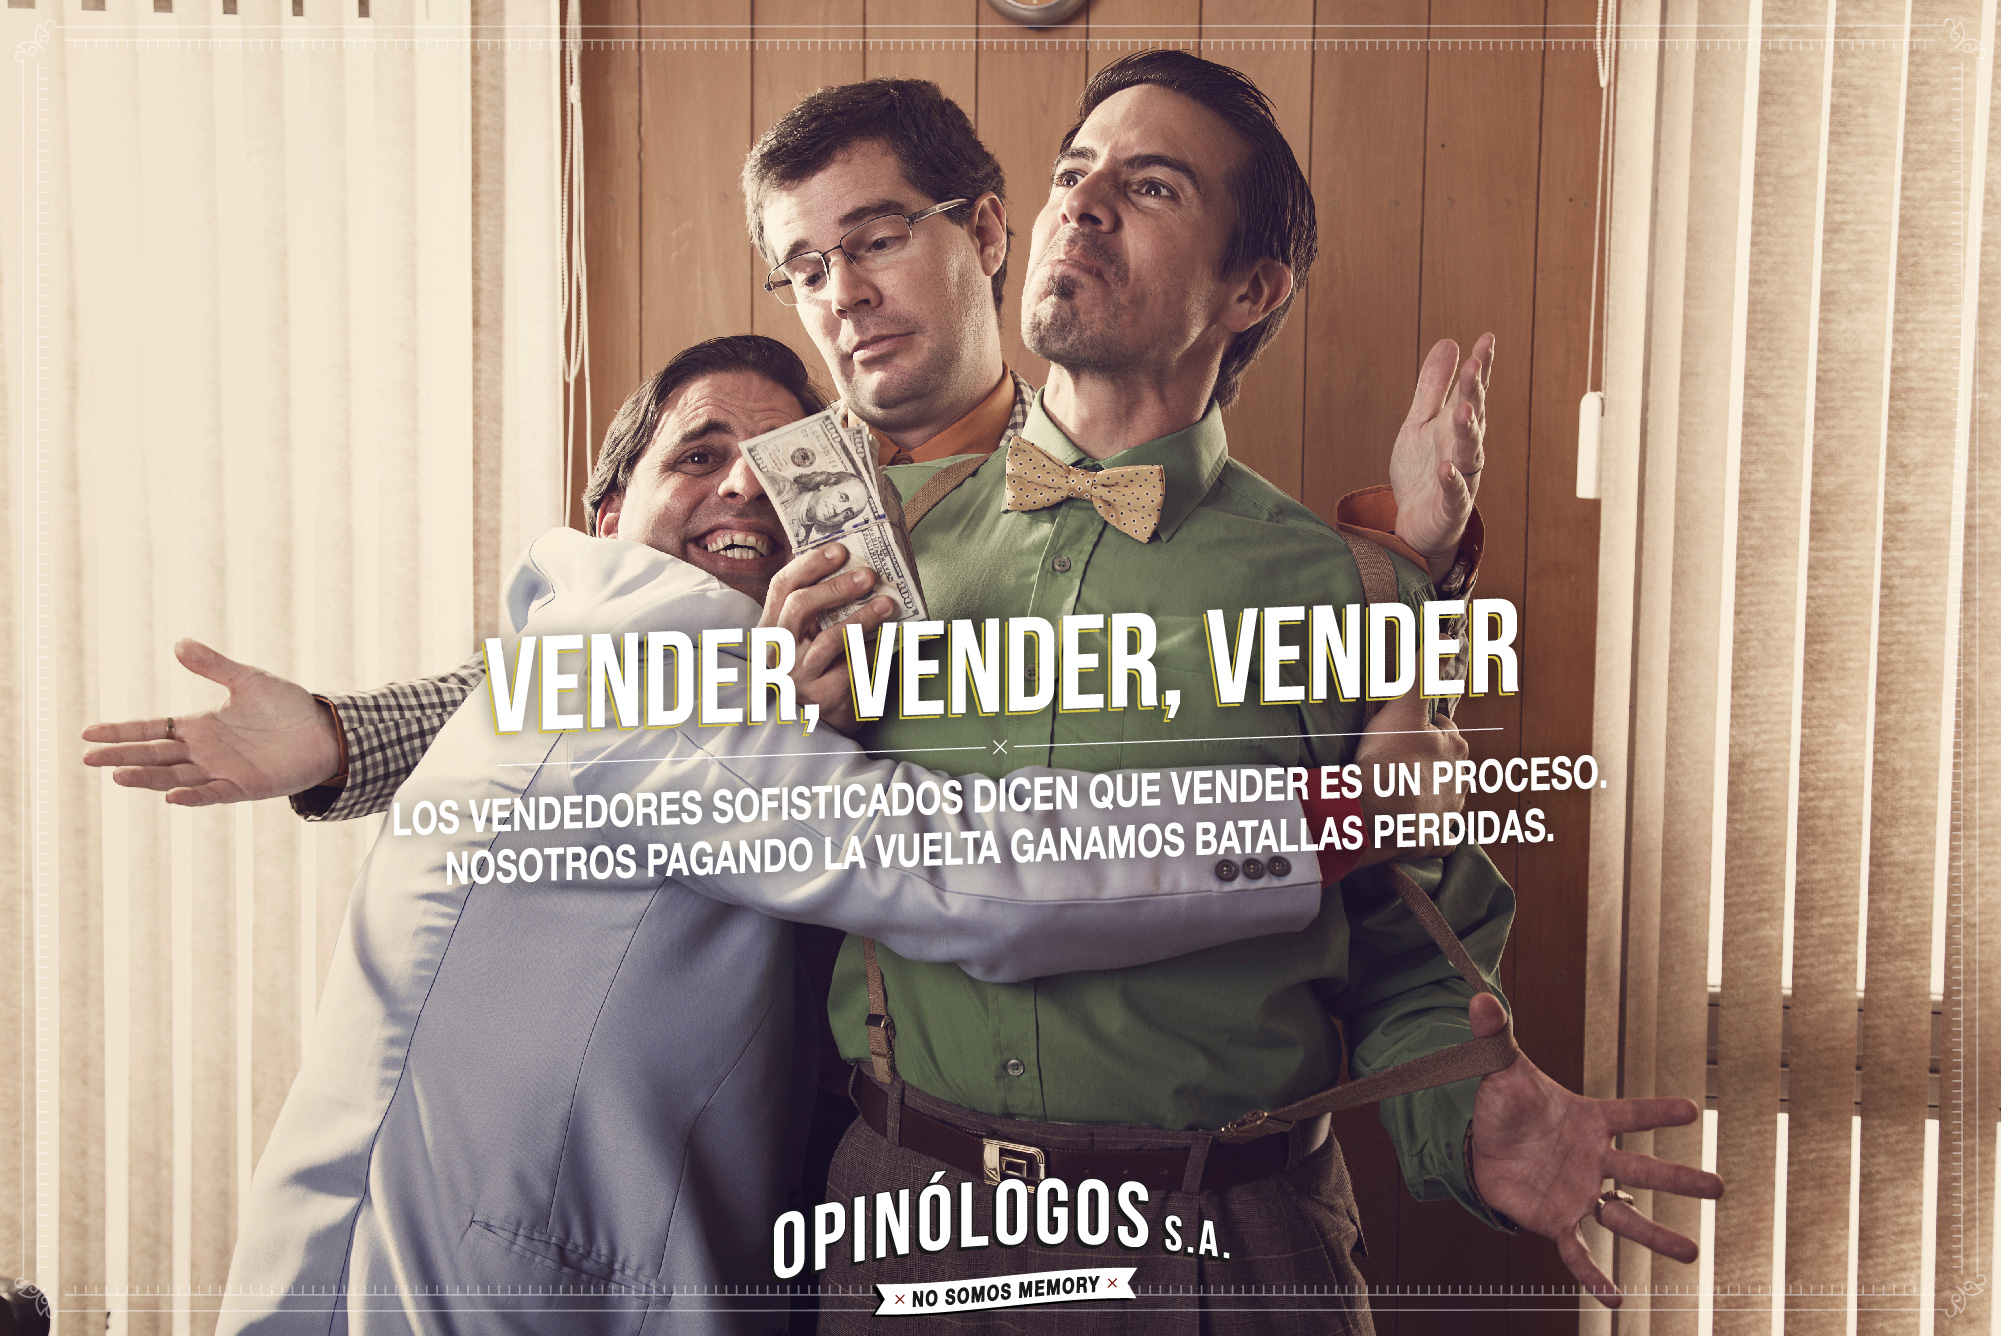 VENDER, VENDER, VENDER
LOS VENDEDORES SOFISTICADOS DICEN QUE VENDER ES UN PROCESO.
NOSOTROS PAGANDO LA VUELTA GANAMOS BATALLAS PERDIDAS.
OPINÓLOGOS S.A.
× NO SOMOS MEMORY ×